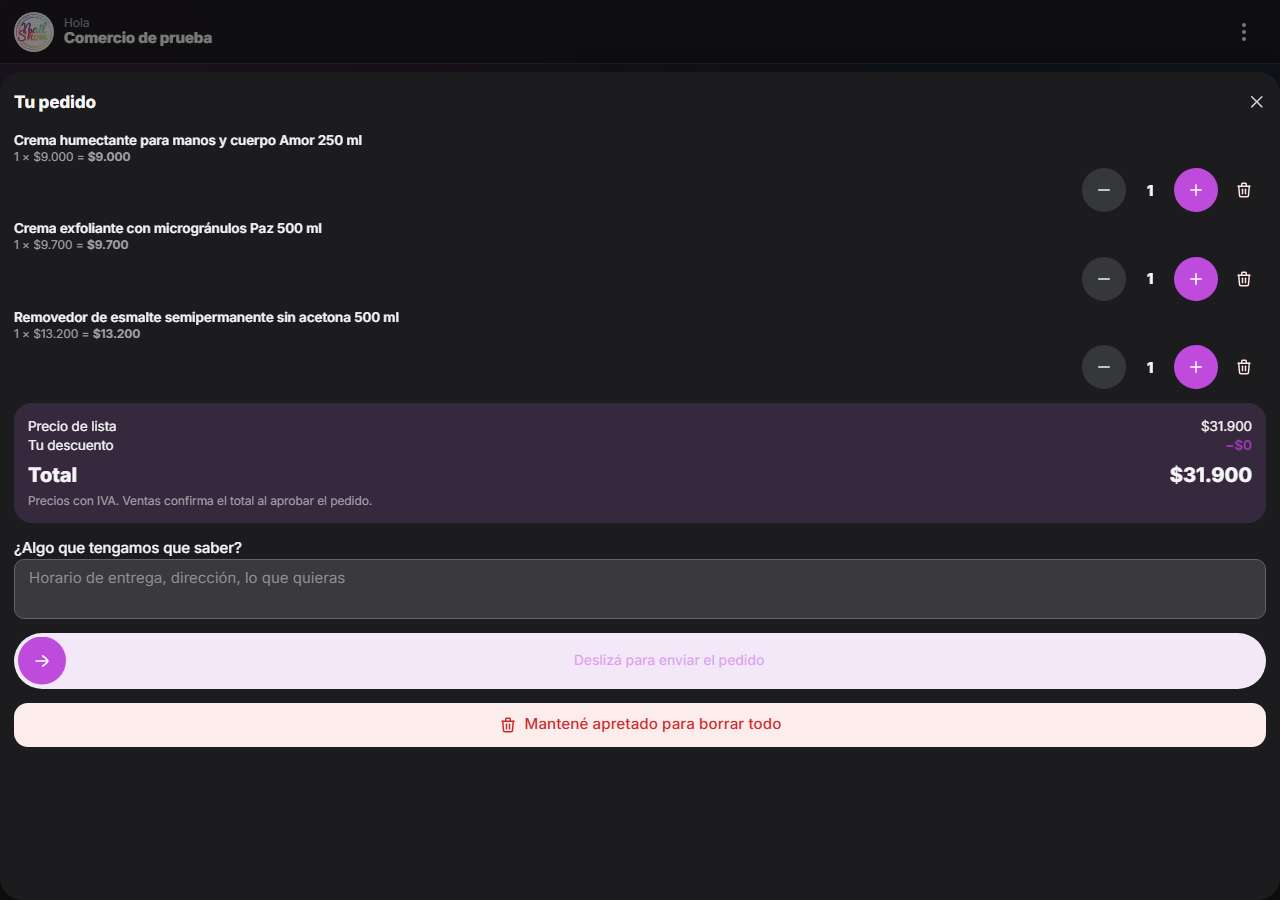 Hola
Comercio de prueba
Tu pedido
Crema humectante para manos y cuerpo Amor 250 ml
1 × $9.000 = $9.000
1
Crema exfoliante con microgránulos Paz 500 ml
1 × $9.700 = $9.700
1
Removedor de esmalte semipermanente sin acetona 500 ml
1 × $13.200 = $13.200
1
Precio de lista $31.900
Tu descuento −$0
Total $31.900
Precios con IVA. Ventas confirma el total al aprobar el pedido.
¿Algo que tengamos que saber?
Horario de entrega, dirección, lo que quieras
Deslizá para enviar el pedido
Mantené apretado para borrar todo